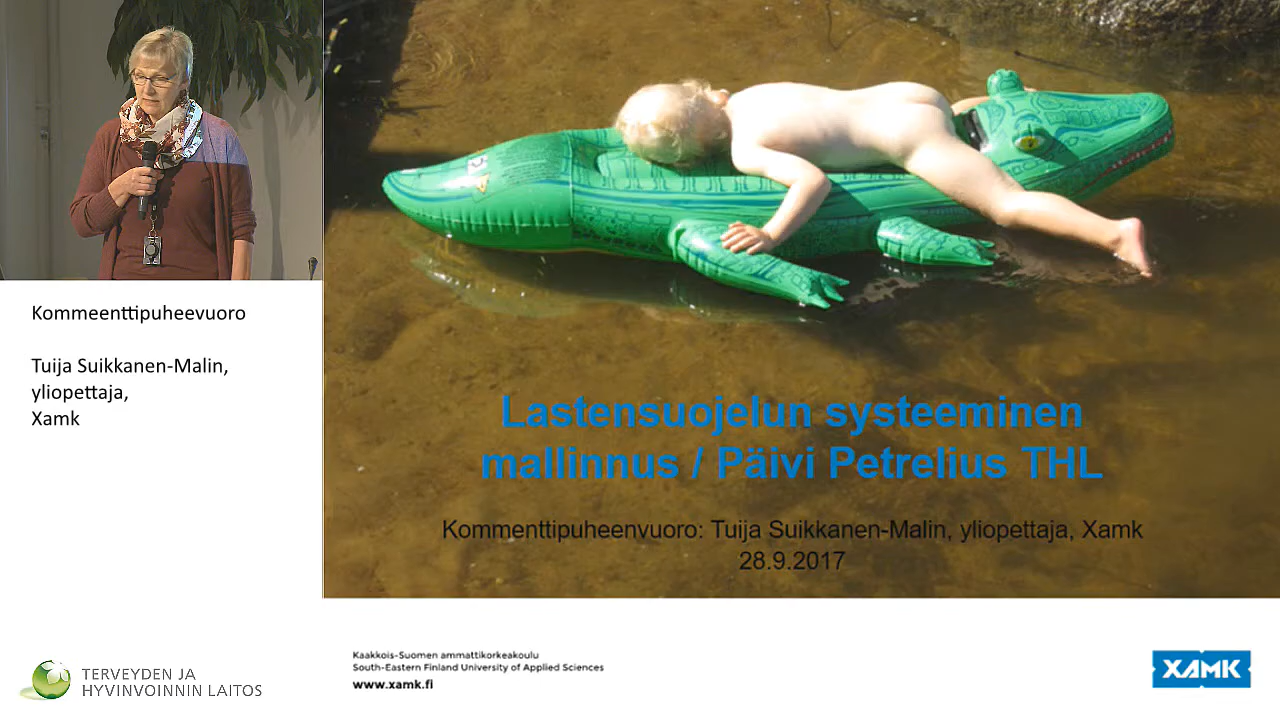 Kommeenttipuheevuoro
Tuija Suikkanen-Malin,
yliopettaja,
Xamk
Lastensuojelun systeeminen
mallinnus / Päivi Petrelius THL
Kommenttipuheenvuoro: Tuija Suikkanen-Malin, yliopettaja, Xamk
28.9.2017
TERVEYDEN JA
HYVINVOINNIN LAITOS
Kaakkois-Suomen ammattikorkeakoulu
South-Eastern Finland University of Applied Sciences
www.xamk.fi
XAMK